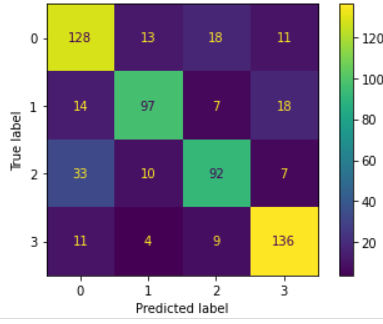 0 128 13 18 11
1 14 97 7 18
2 33 10 92 7
3 11 4 9 136
0 1 2 3
Predicted label
True label
120
100
80
60
40
20